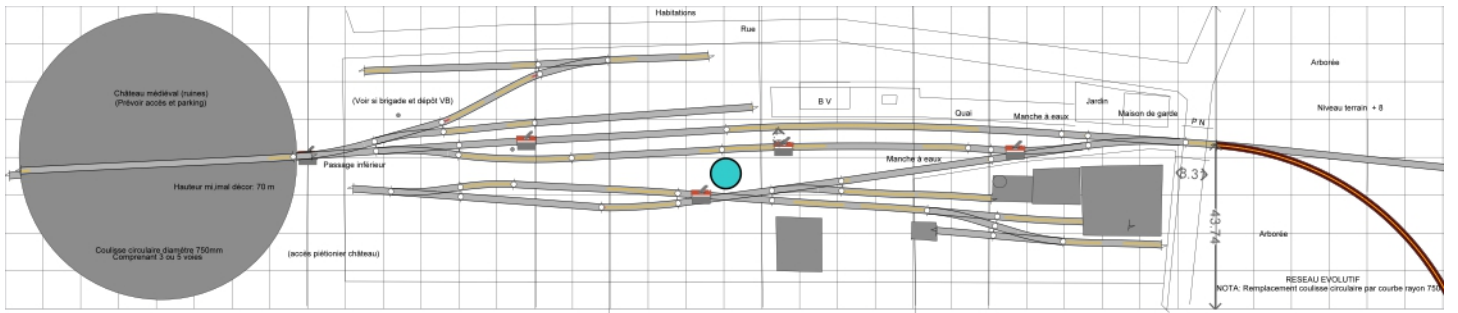 Habitations
Rue
Arborée
Château médiéval (ruines)
(Prévoir accès et parking)
(Voir si brigade et dépôt VB)
B V
Quai
Manche à eaux
Jardin
Maison de garde
Niveau terrain + 8
P N
Passage inférieur
Manche à eaux
Hauteur mi,imal décor: 70 m
8.37
43.74
Arborée
Coulisse circulaire diamètre 750mm
Comprenant 3 ou 5 voies
(accès piétionier château)
RESEAU EVOLUTIF
NOTA: Remplacement coulisse circulaire par courbe rayon 750